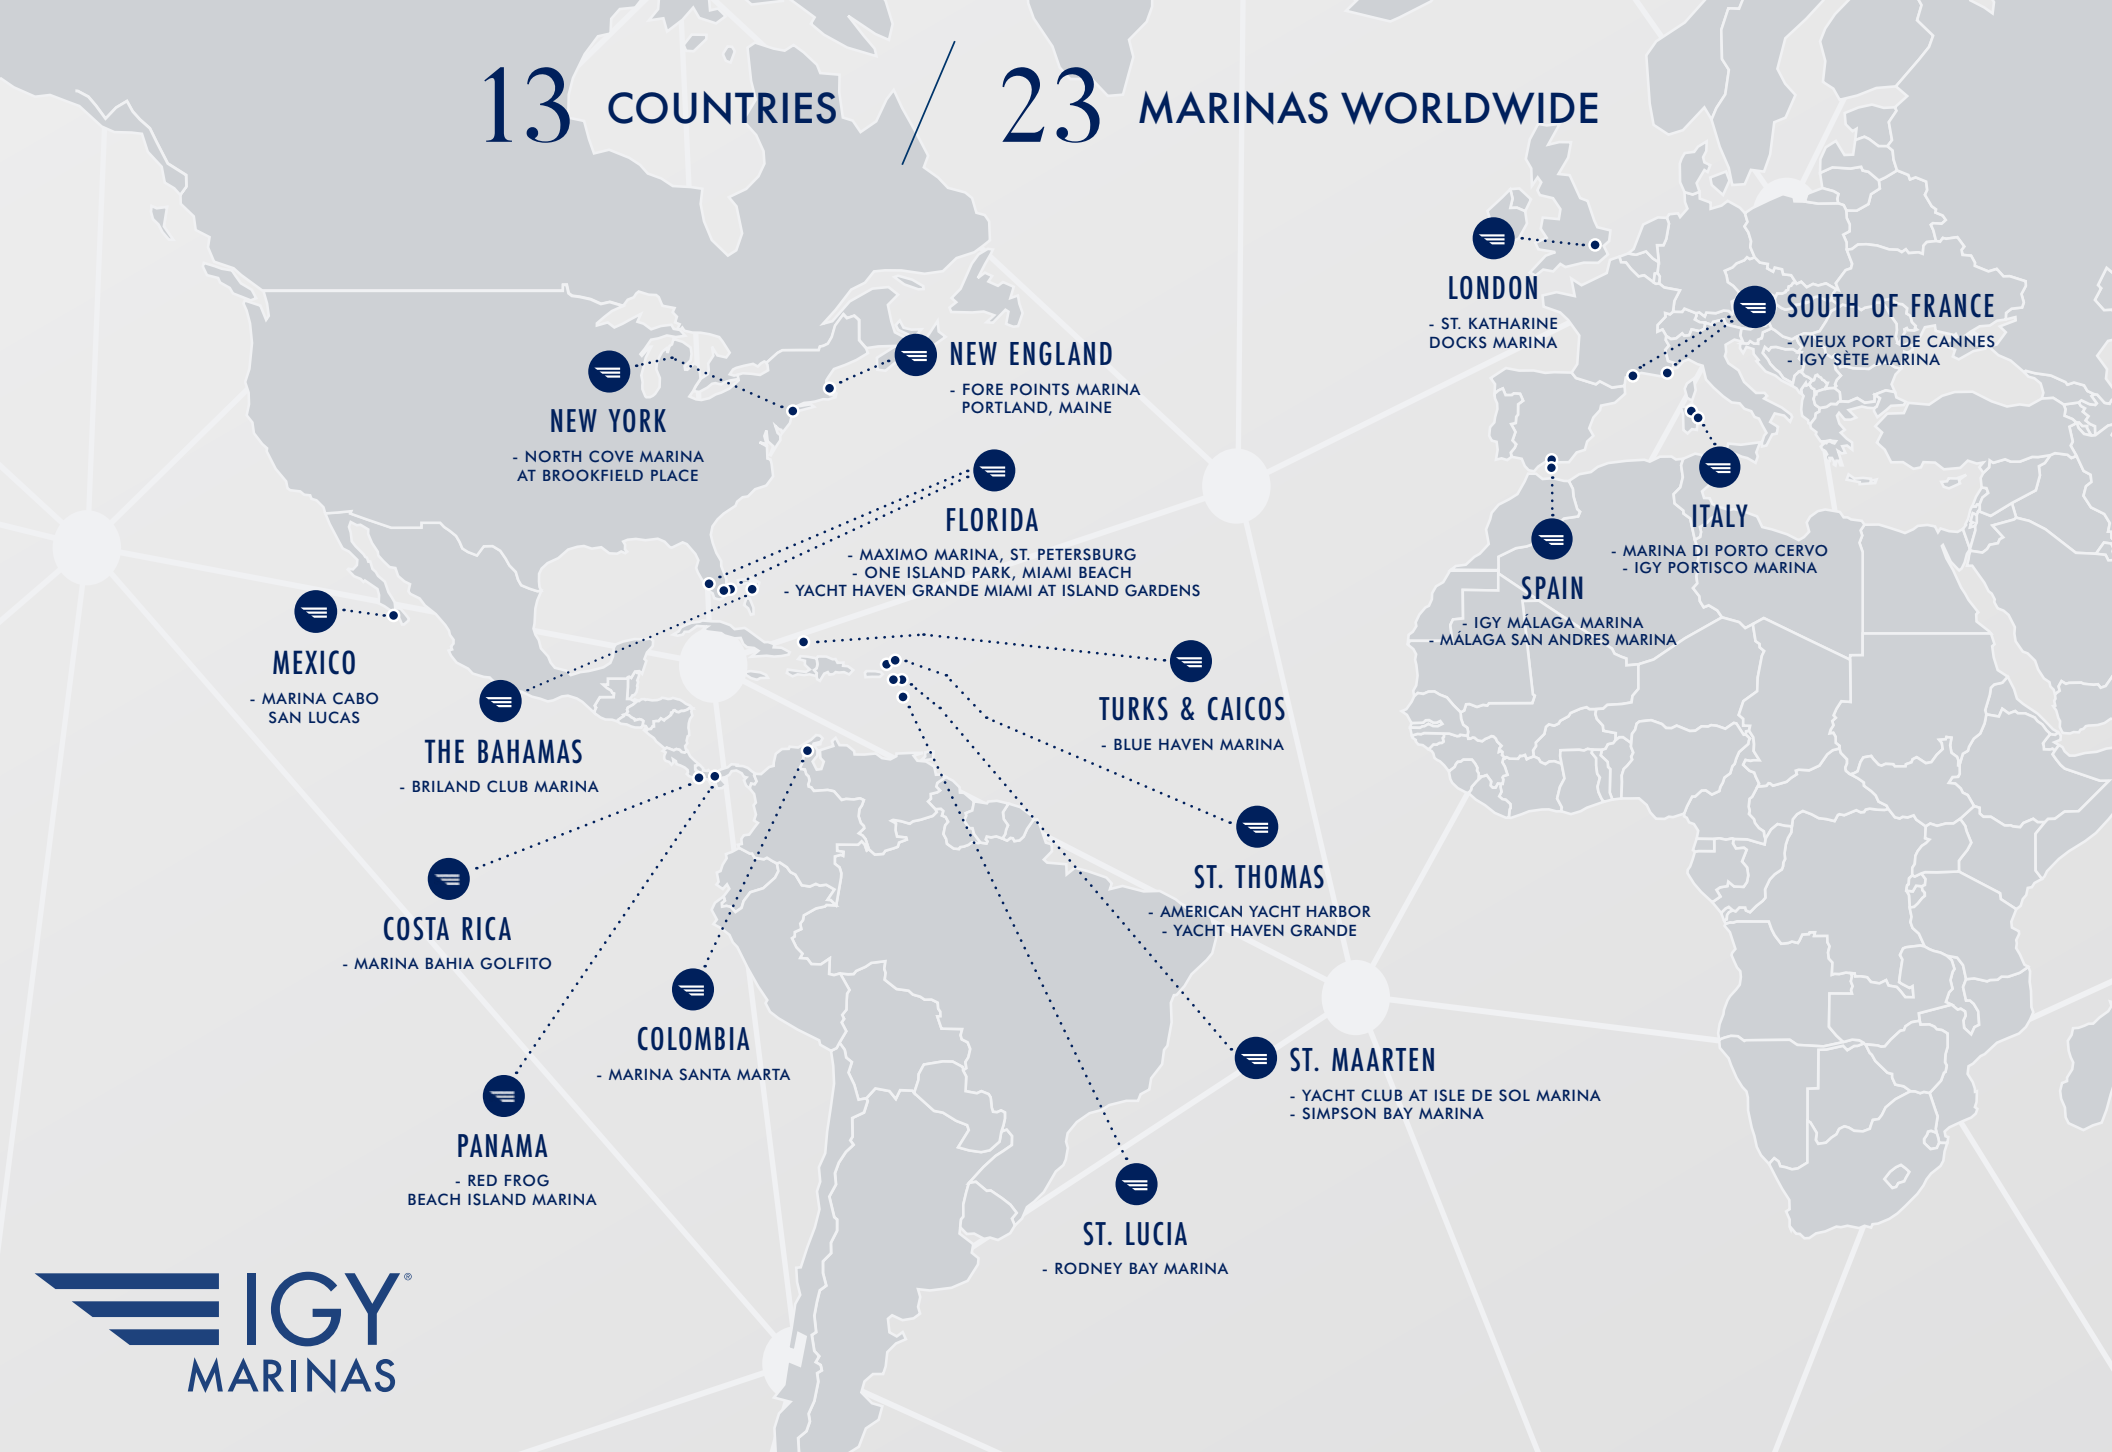 13 COUNTRIES / 23 MARINAS WORLDWIDE
LONDON
- ST. KATHARINE
DOCKS MARINA
SOUTH OF FRANCE
- VIEUX PORT DE CANNES
- IGY SÈTE MARINA
NEW ENGLAND
- FORE POINTS MARINA
PORTLAND, MAINE
NEW YORK
- NORTH COVE MARINA
AT BROOKFIELD PLACE
FLORIDA
- MAXIMO MARINA, ST. PETERSBURG
- ONE ISLAND PARK, MIAMI BEACH
- YACHT HAVEN GRANDE MIAMI AT ISLAND GARDENS
ITALY
- MARINA DI PORTO CERVO
- IGY PORTISCO MARINA
SPAIN
- IGY MÁLAGA MARINA
- MÁLAGA SAN ANDRES MARINA
MEXICO
- MARINA CABO
SAN LUCAS
THE BAHAMAS
- BRILAND CLUB MARINA
TURKS & CAICOS
- BLUE HAVEN MARINA
ST. THOMAS
- AMERICAN YACHT HARBOR
- YACHT HAVEN GRANDE
COSTA RICA
- MARINA BAHIA GOLFITO
COLOMBIA
- MARINA SANTA MARTA
ST. MAARTEN
- YACHT CLUB AT ISLE DE SOL MARINA
- SIMPSON BAY MARINA
PANAMA
- RED FROG
BEACH ISLAND MARINA
ST. LUCIA
- RODNEY BAY MARINA
IGY®
MARINAS